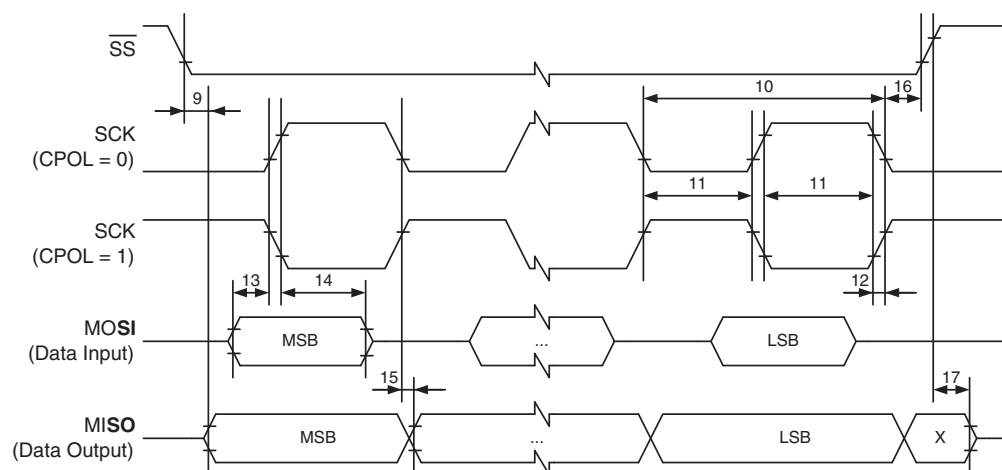 SS
10
9
16
SCK
(CPOL = 0)
11
11
SCK
(CPOL = 1)
13
14
12
MOSI
(Data Input)
MSB
...
LSB
15
17
MISO
(Data Output)
MSB
...
LSB
X